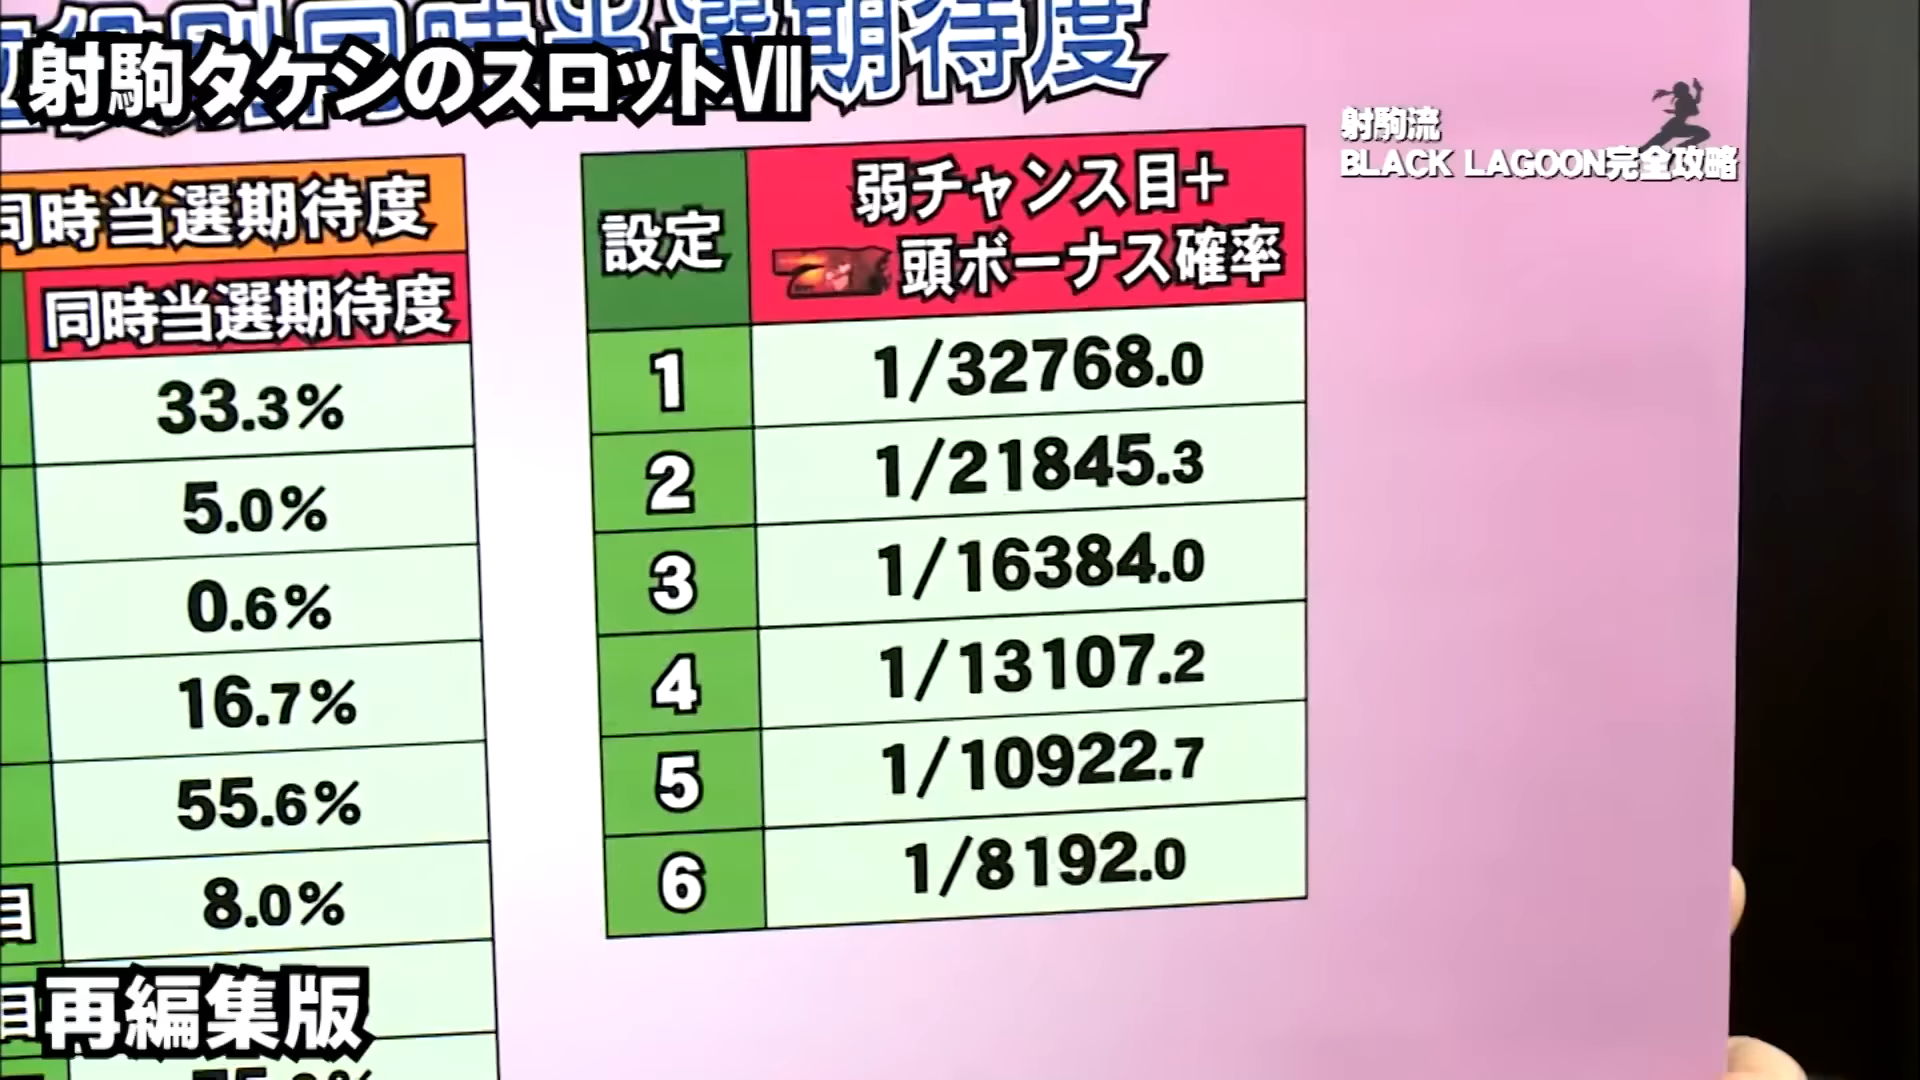 期待度
射駒タケシのスロットⅦ
射駒流
BLACK LAGOON完全攻略
同時当選期待度
同時当選期待度
33.3%
5.0%
0.6%
16.7%
55.6%
目 8.0%
目
設定 弱チャンス目+
頭ボーナス確率
1 1/32768.0
2 1/21845.3
3 1/16384.0
4 1/13107.2
5 1/10922.7
6 1/8192.0
再編集版